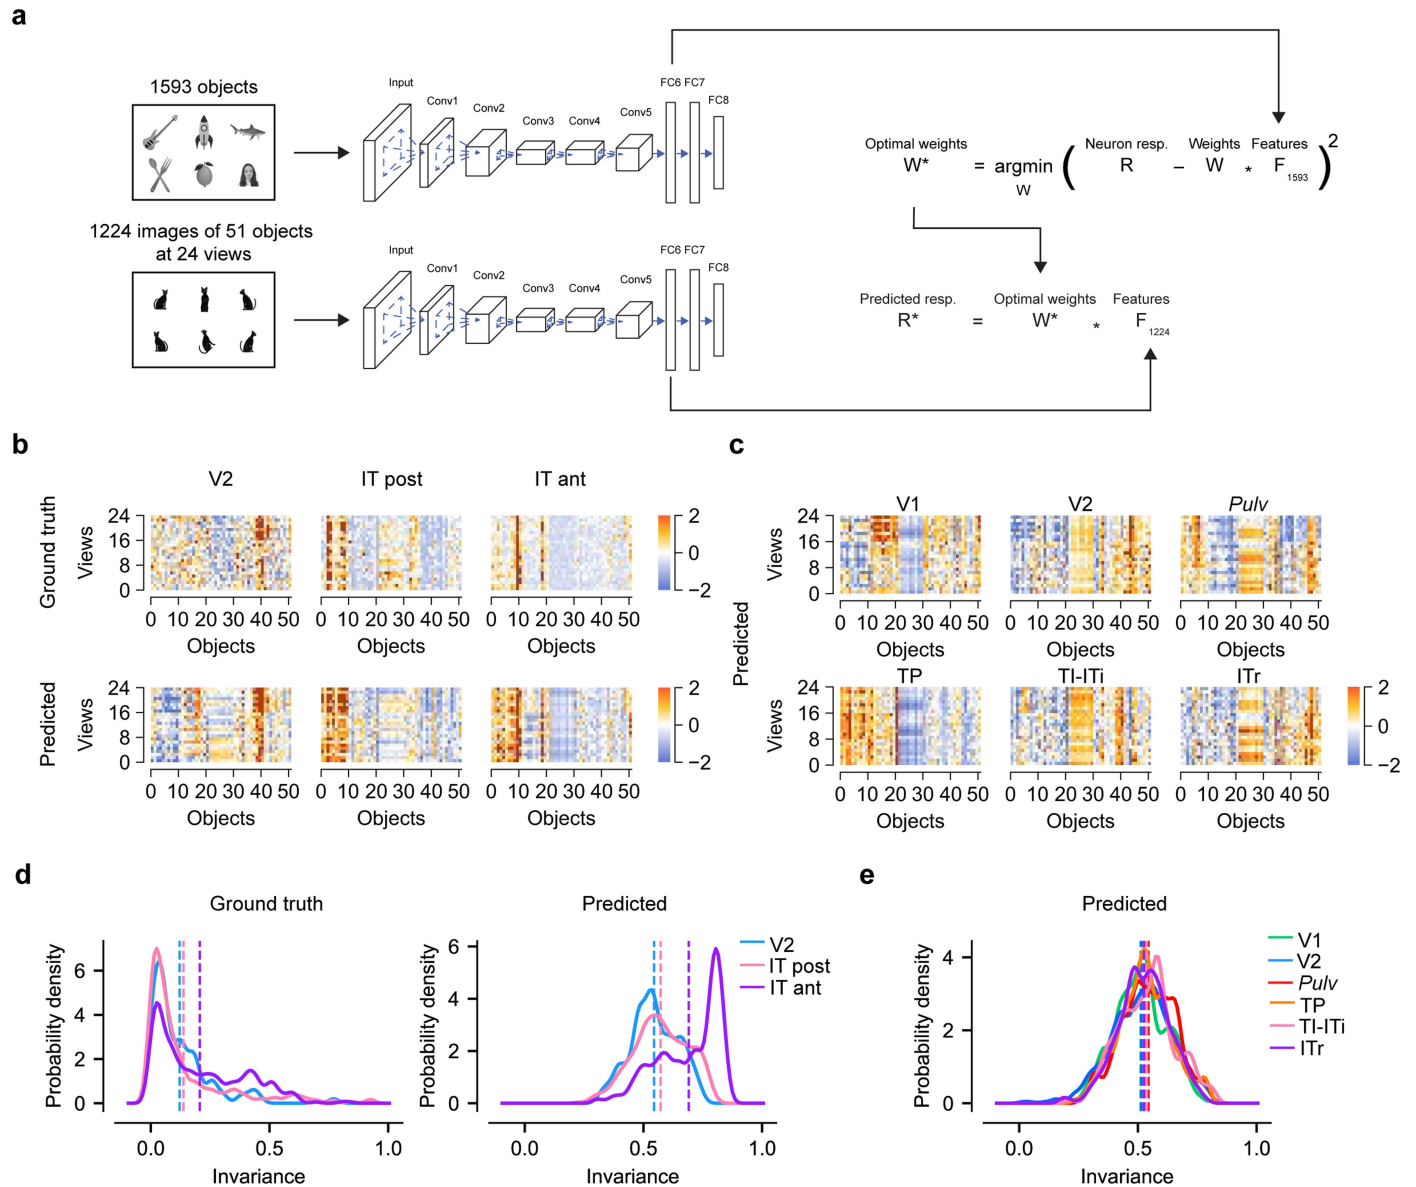 a
1593 objects
Input
Conv1
Conv2
Conv3
Conv4
Conv5
FC6 FC7
FC8
Optimal weights
Neuron resp.
Weights
Features
W* = argmin ( R – W * F1593 )2
W
1224 images of 51 objects
at 24 views
Input
Conv1
Conv2
Conv3
Conv4
Conv5
FC6 FC7
FC8
Predicted resp.
Optimal weights
Features
R* = W* * F1224
b
V2
IT post
IT ant
Ground truth
Views
24
16
8
0
2
0
−2
0 10 20 30 40 50
0 10 20 30 40 50
0 10 20 30 40 50
Objects
Objects
Objects
Predicted
Views
24
16
8
0
2
0
−2
0 10 20 30 40 50
0 10 20 30 40 50
0 10 20 30 40 50
Objects
Objects
Objects
c
Predicted
V1
V2
Pulv
Views
24
16
8
0
0 10 20 30 40 50
0 10 20 30 40 50
0 10 20 30 40 50
Objects
Objects
Objects
TP
TI-ITi
ITr
Views
24
16
8
0
2
0
−2
0 10 20 30 40 50
0 10 20 30 40 50
0 10 20 30 40 50
Objects
Objects
Objects
d
Ground truth
Probability density
6
4
2
0
0.0 0.5 1.0
Invariance
Predicted
Probability density
6
4
2
0
0.0 0.5 1.0
Invariance
V2
IT post
IT ant
e
Predicted
Probability density
4
2
0
0.0 0.5 1.0
Invariance
V1
V2
Pulv
TP
TI-ITi
ITr